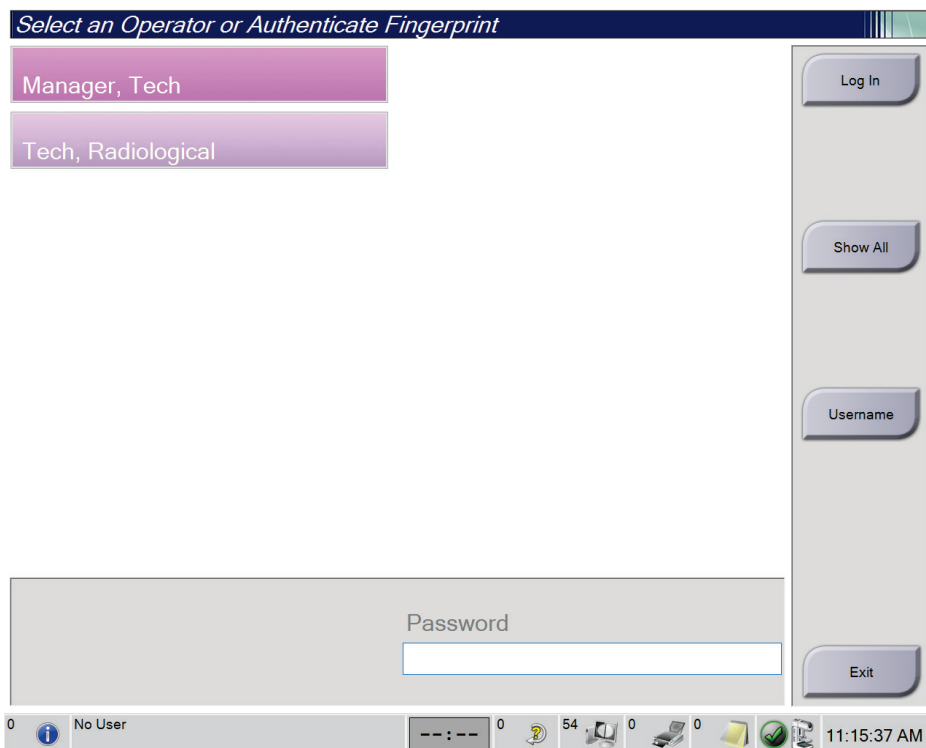 Select an Operator or Authenticate Fingerprint
Manager, Tech
Tech, Radiological
Log In
Show All
Username
Password
Exit
0 No User --:-- 0 54 0 0 11:15:37 AM